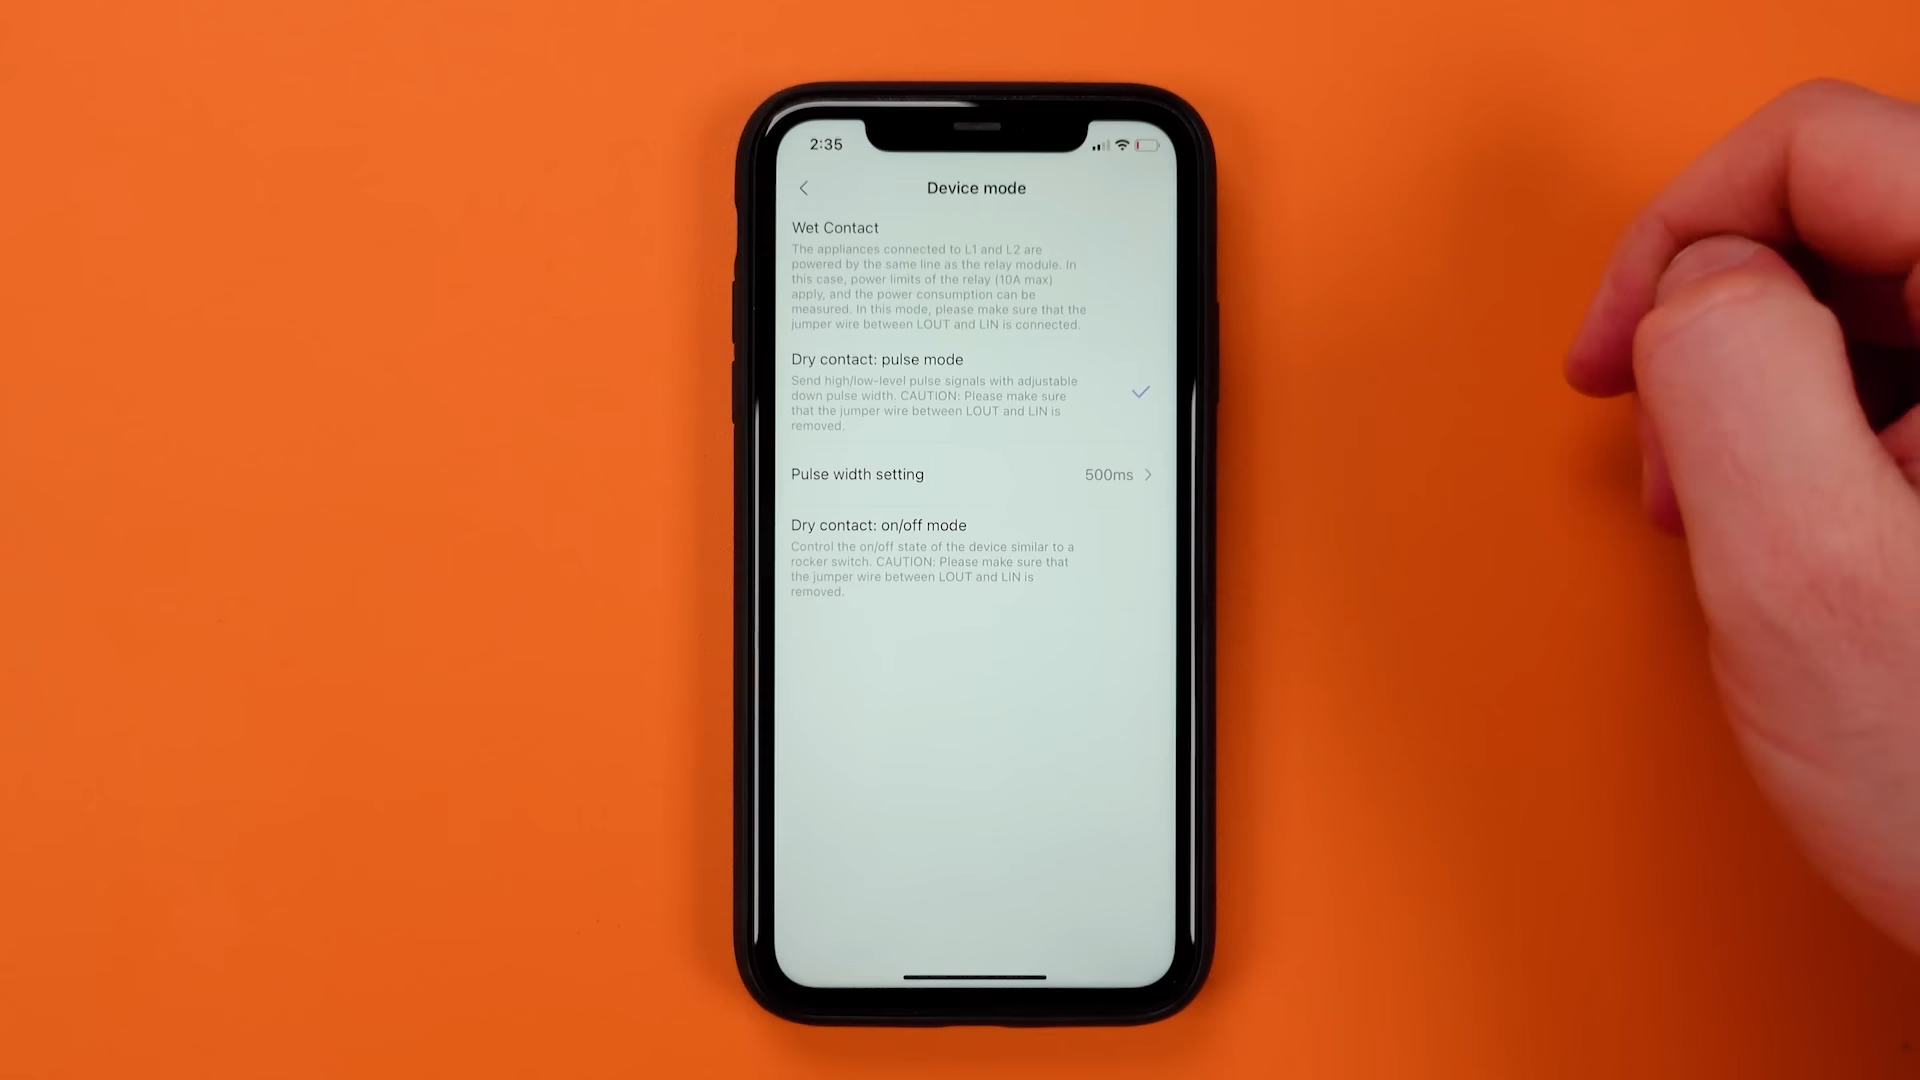 2:35
Device mode
Wet Contact
The appliances connected to L1 and L2 are
powered by the same line as the relay module. In
this case, power limits of the relay (10A max)
apply, and the power consumption can be
measured. In this mode, please make sure that the
jumper wire between LOUT and LIN is connected.
Dry contact: pulse mode
Send high/low-level pulse signals with adjustable
down pulse width. CAUTION: Please make sure
that the jumper wire between LOUT and LIN is
removed.
Pulse width setting 500ms
Dry contact: on/off mode
Control the on/off state of the device similar to a
rocker switch. CAUTION: Please make sure that
the jumper wire between LOUT and LIN is
removed.